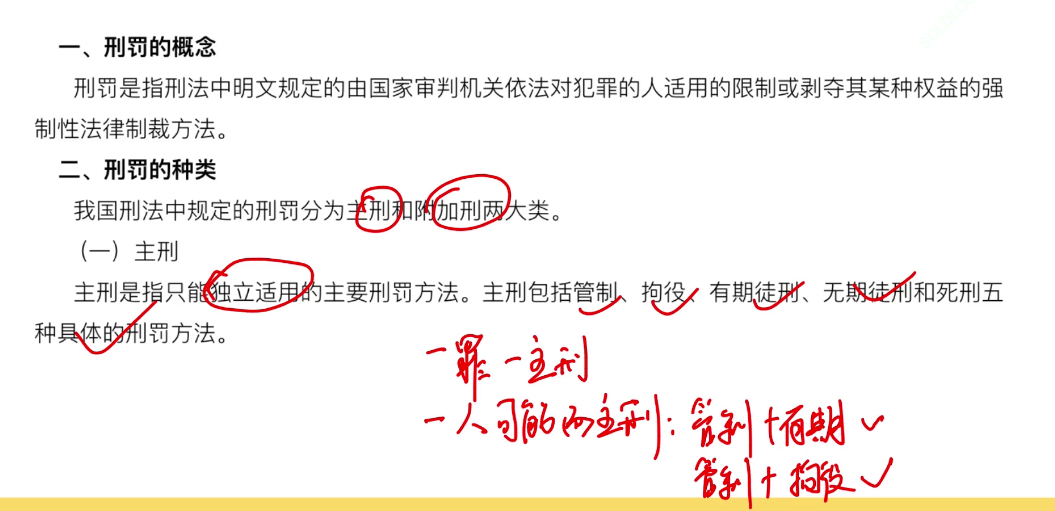 一、刑罚的概念
刑罚是指刑法中明文规定的由国家审判机关依法对犯罪的人适用的限制或剥夺其某种权益的强
制性法律制裁方法。
二、刑罚的种类
我国刑法中规定的刑罚分为主刑和附加刑两大类。
（一）主刑
主刑是指只能独立适用的主要刑罚方法。主刑包括管制、拘役、有期徒刑、无期徒刑和死刑五
种具体的刑罚方法。
一罪一主刑
一人可能两主刑：管制+有期
管制+拘役